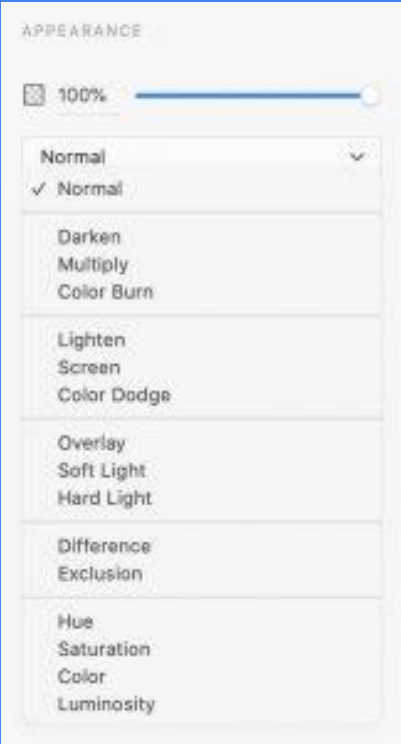 APPEARANCE
100%
Normal
✓ Normal
Darken
Multiply
Color Burn
Lighten
Screen
Color Dodge
Overlay
Soft Light
Hard Light
Difference
Exclusion
Hue
Saturation
Color
Luminosity